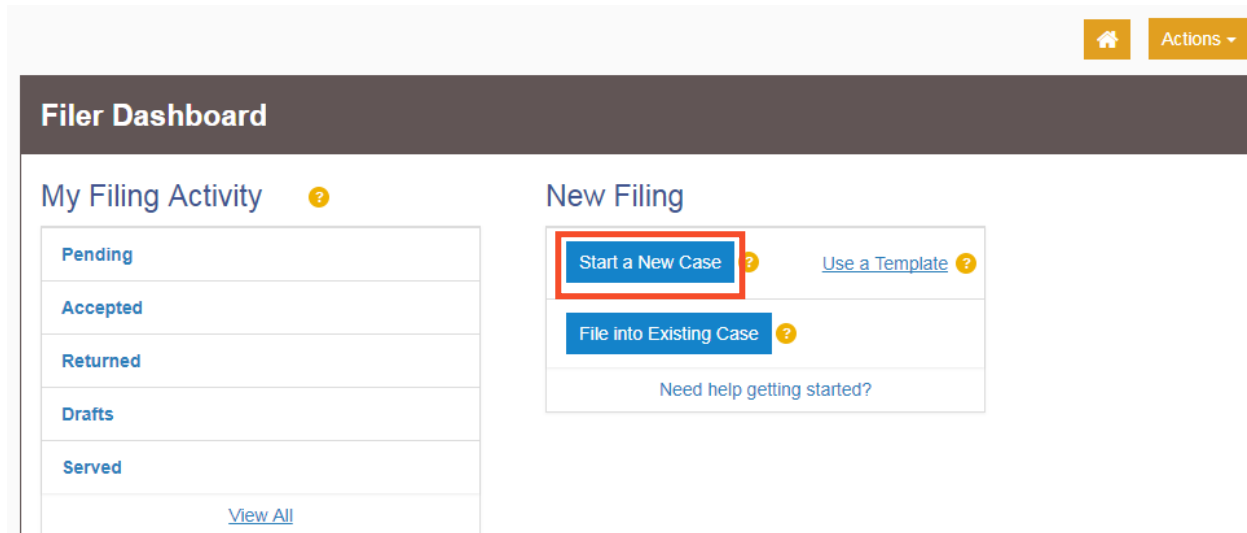 Actions
Filer Dashboard
My Filing Activity ?
Pending
Accepted
Returned
Drafts
Served
View All
New Filing
Start a New Case ? Use a Template ?
File into Existing Case ?
Need help getting started?